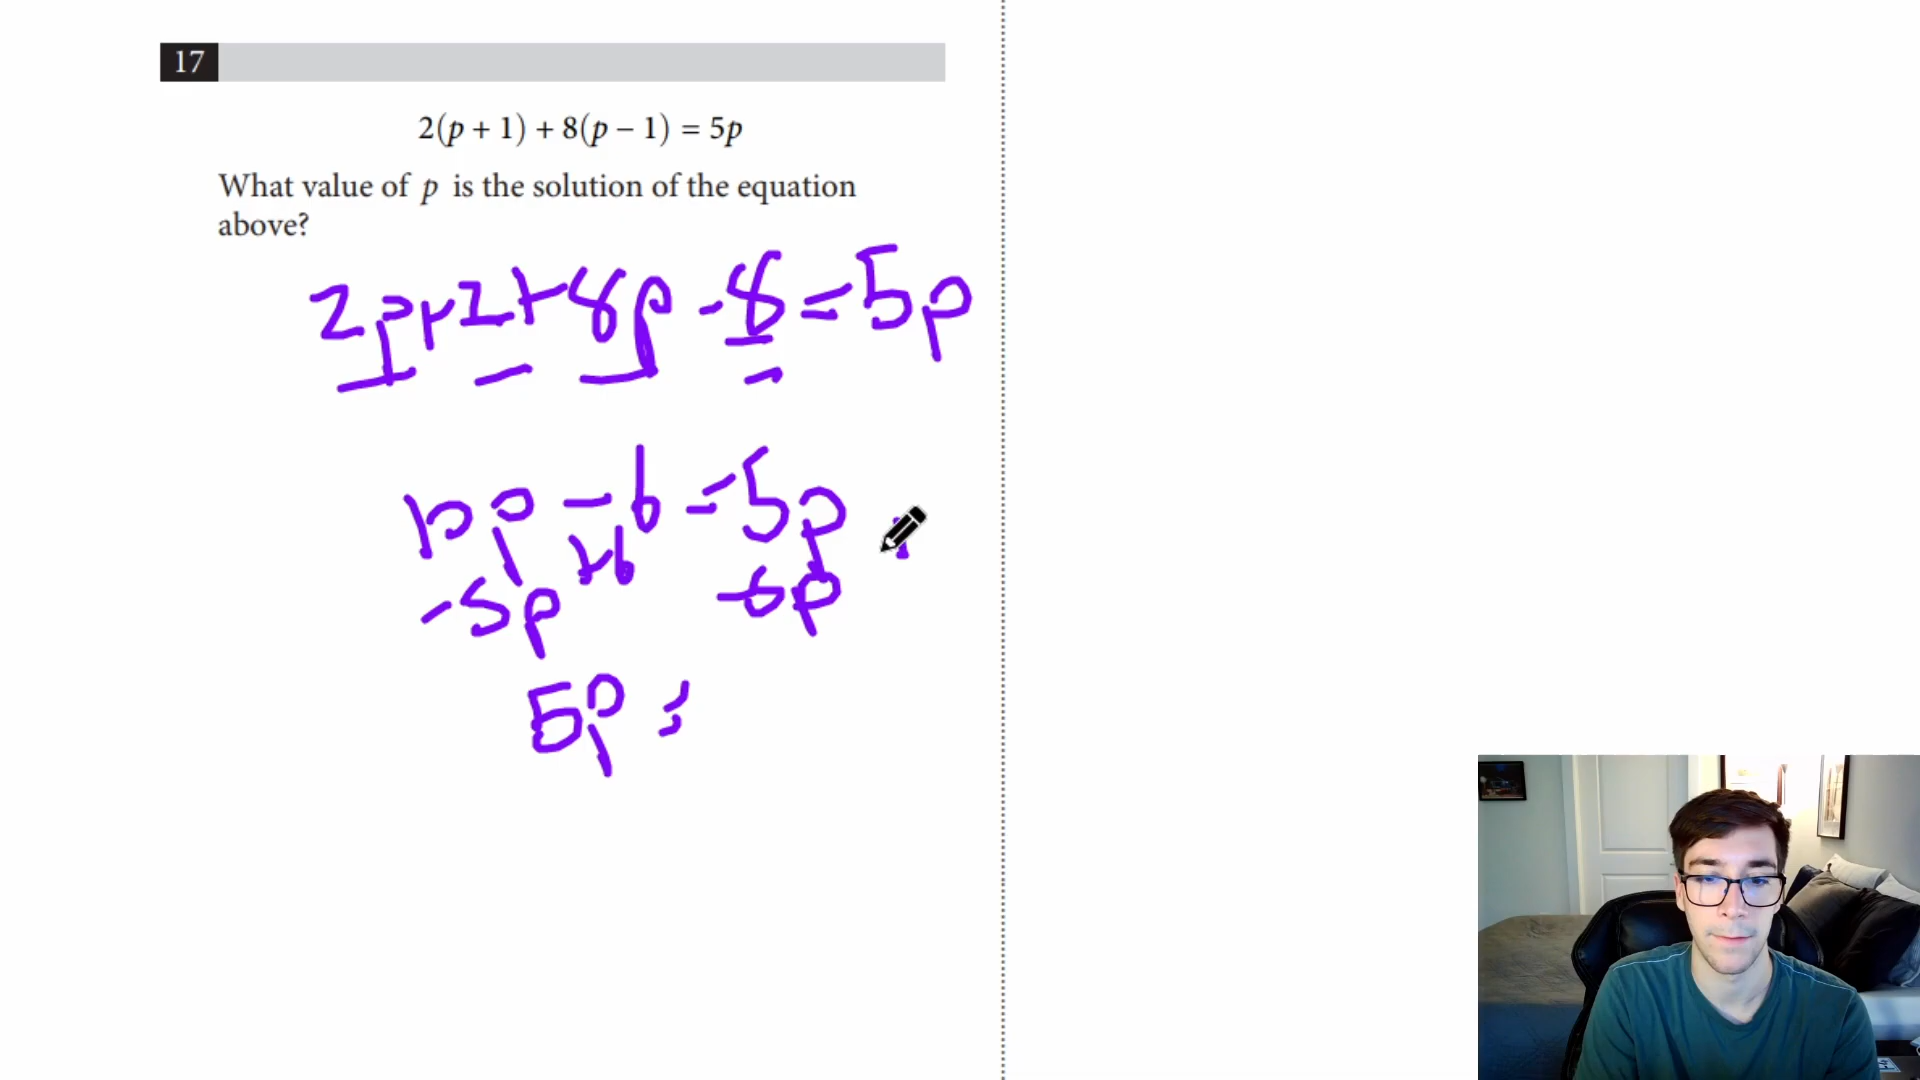 17
2(p + 1) + 8(p − 1) = 5p
What value of p is the solution of the equation
above?
2p+2+8p-8=5p
10p-6=5p
-5p +6 -5p
5p =